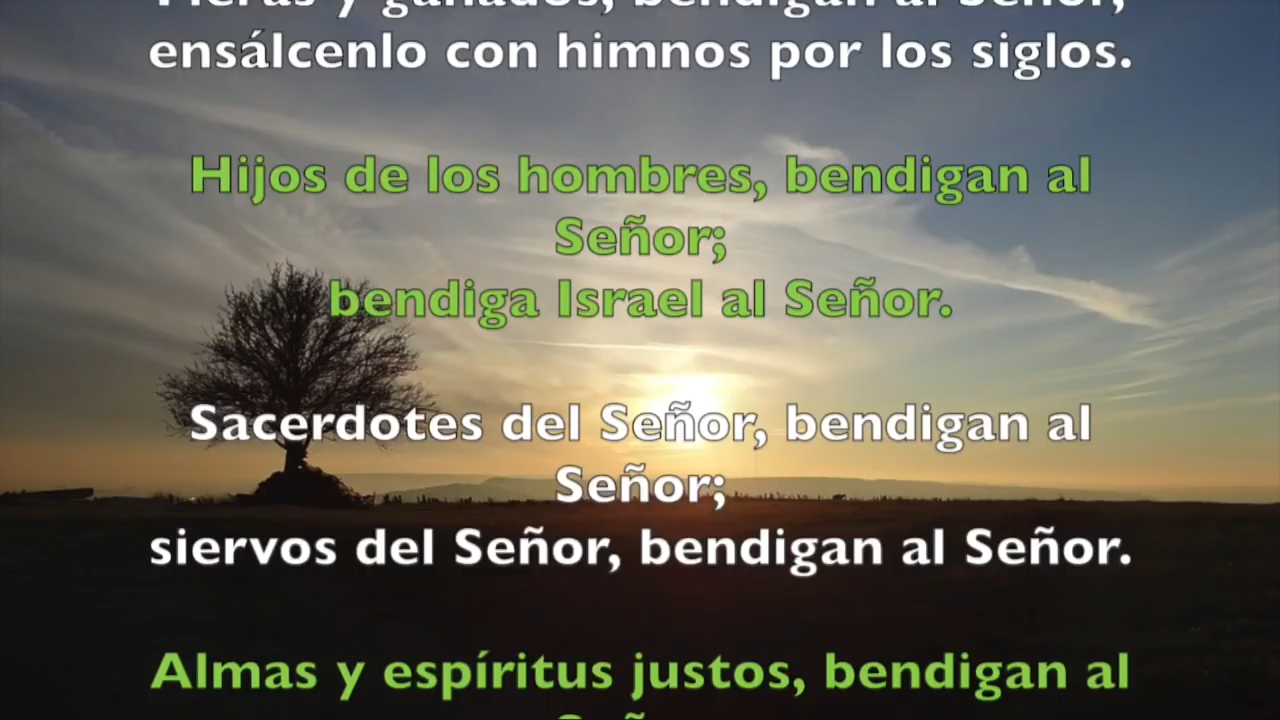 Fieras y ganados, bendigan al Señor,
ensálcenlo con himnos por los siglos.
Hijos de los hombres, bendigan al
Señor;
bendiga Israel al Señor.
Sacerdotes del Señor, bendigan al
Señor;
siervos del Señor, bendigan al Señor.
Almas y espíritus justos, bendigan al